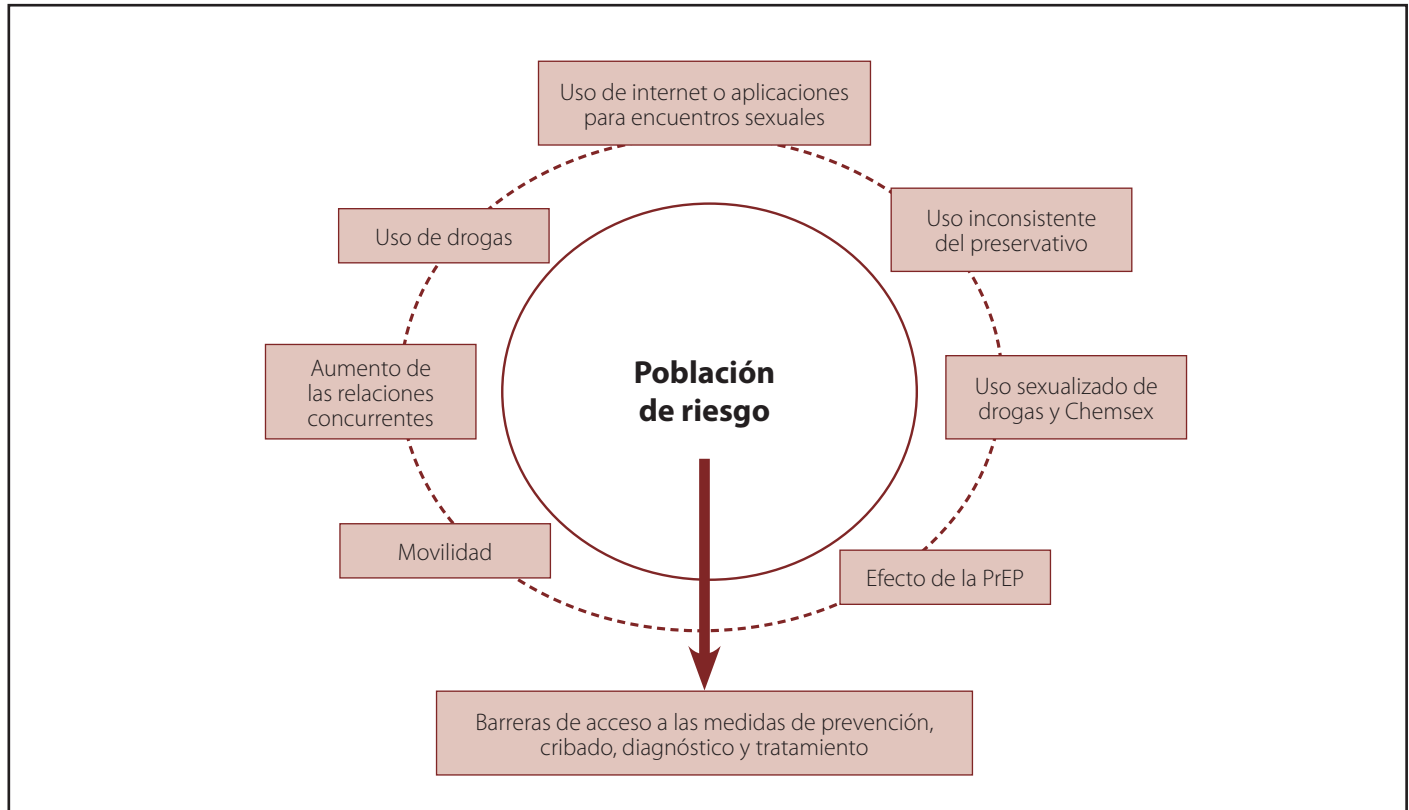 Uso de internet o aplicaciones
para encuentros sexuales
Uso de drogas
Uso inconsistente
del preservativo
Aumento de
las relaciones
concurrentes
Población
de riesgo
Uso sexualizado de
drogas y Chemsex
Movilidad
Efecto de la PrEP
Barreras de acceso a las medidas de prevención,
cribado, diagnóstico y tratamiento